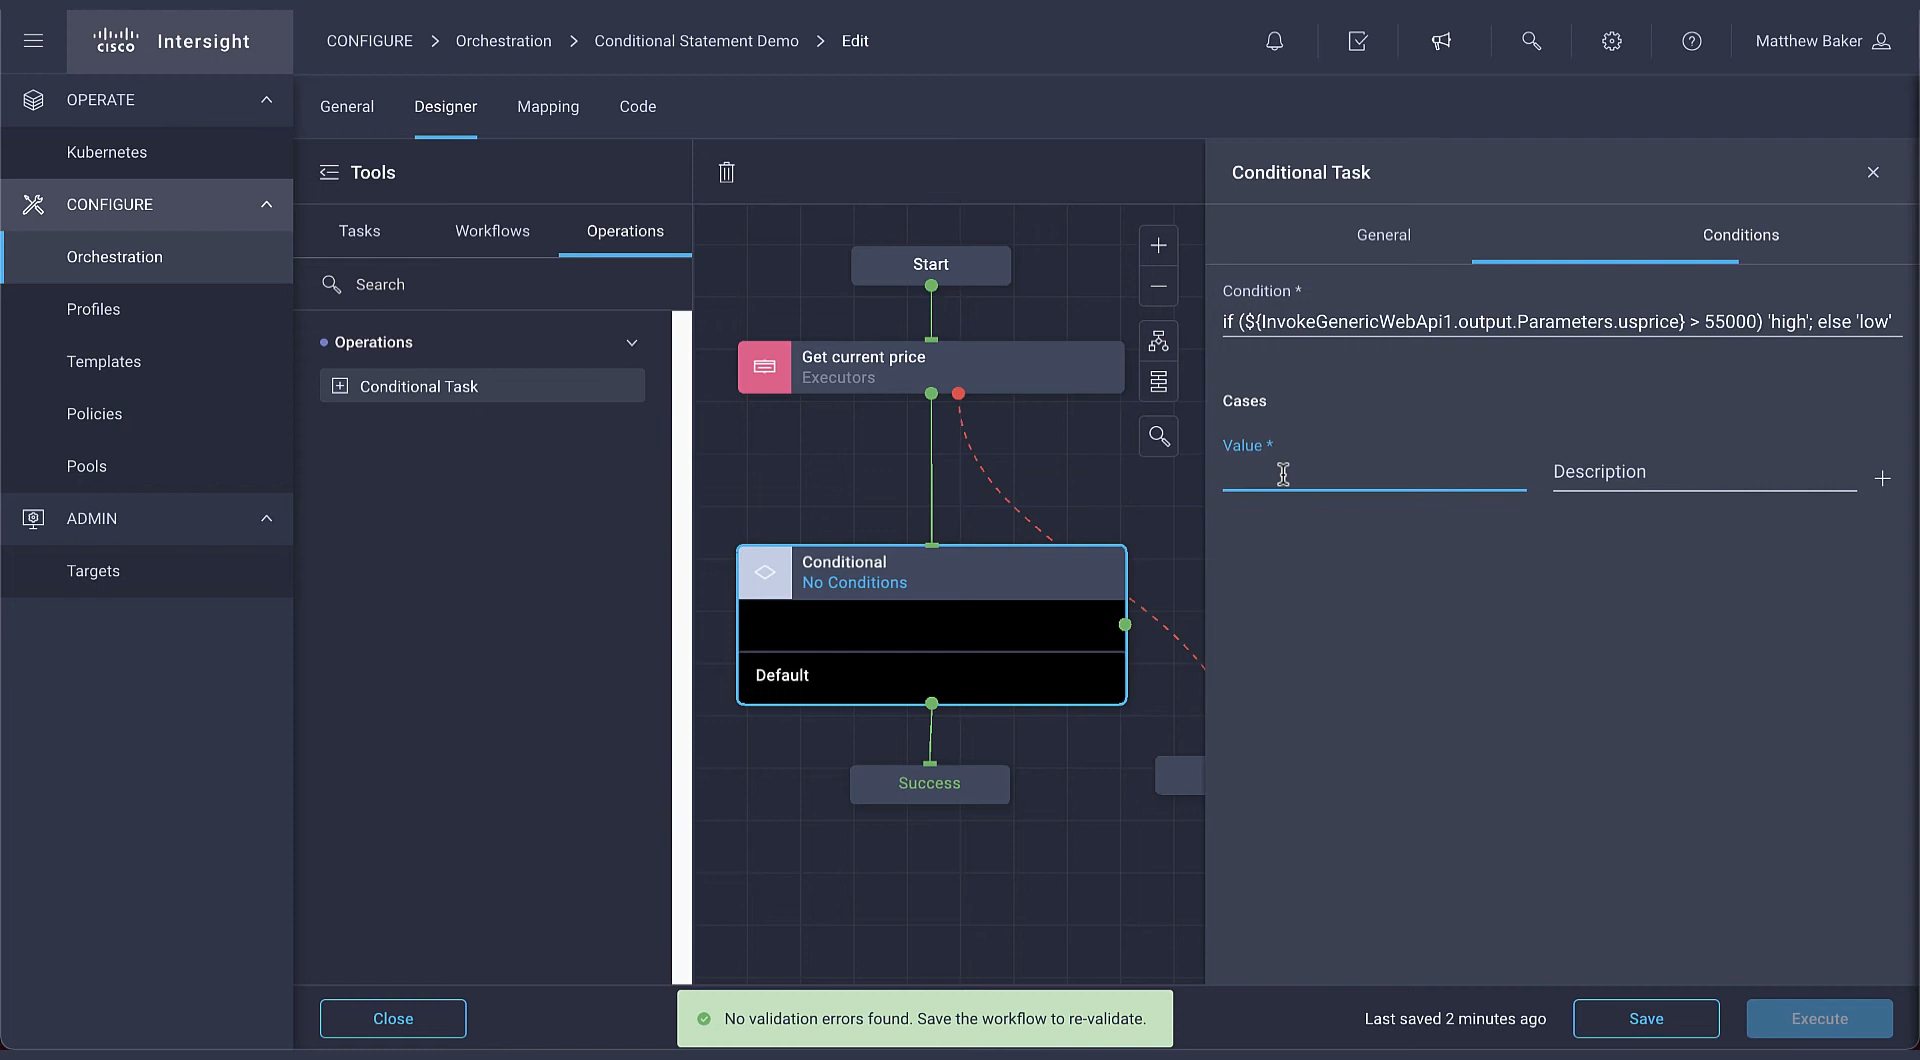 cisco Intersight
CONFIGURE > Orchestration > Conditional Statement Demo > Edit
Matthew Baker
OPERATE
Kubernetes
CONFIGURE
Orchestration
Profiles
Templates
Policies
Pools
ADMIN
Targets
General Designer Mapping Code
Tools
Tasks Workflows Operations
Search
Operations
Conditional Task
Start
Get current price
Executors
Conditional
No Conditions
Default
Success
Conditional Task
General Conditions
Condition *
if (${InvokeGenericWebApi1.output.Parameters.usprice} > 55000) 'high'; else 'low'
Cases
Value *
Description
Close
No validation errors found. Save the workflow to re-validate.
Last saved 2 minutes ago
Save
Execute